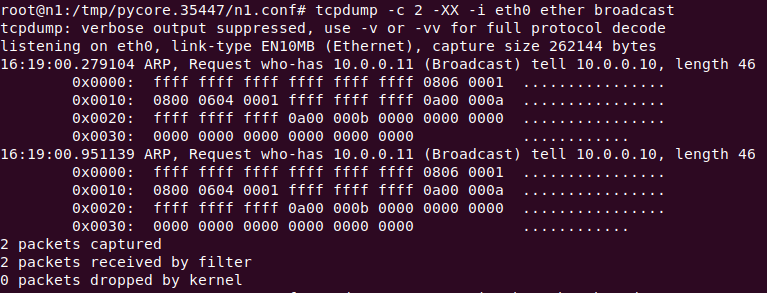 root@n1:/tmp/pycore.35447/n1.conf# tcpdump -c 2 -XX -i eth0 ether broadcast
tcpdump: verbose output suppressed, use -v or -vv for full protocol decode
listening on eth0, link-type EN10MB (Ethernet), capture size 262144 bytes
16:19:00.279104 ARP, Request who-has 10.0.0.11 (Broadcast) tell 10.0.0.10, length 46
        0x0000:  ffff ffff ffff ffff ffff ffff 0806 0001  ................
        0x0010:  0800 0604 0001 ffff ffff ffff 0a00 000a  ................
        0x0020:  ffff ffff ffff 0a00 000b 0000 0000 0000  ................
        0x0030:  0000 0000 0000 0000 0000 0000            ............
16:19:00.951139 ARP, Request who-has 10.0.0.11 (Broadcast) tell 10.0.0.10, length 46
        0x0000:  ffff ffff ffff ffff ffff ffff 0806 0001  ................
        0x0010:  0800 0604 0001 ffff ffff ffff 0a00 000a  ................
        0x0020:  ffff ffff ffff 0a00 000b 0000 0000 0000  ................
        0x0030:  0000 0000 0000 0000 0000 0000            ............
2 packets captured
2 packets received by filter
0 packets dropped by kernel